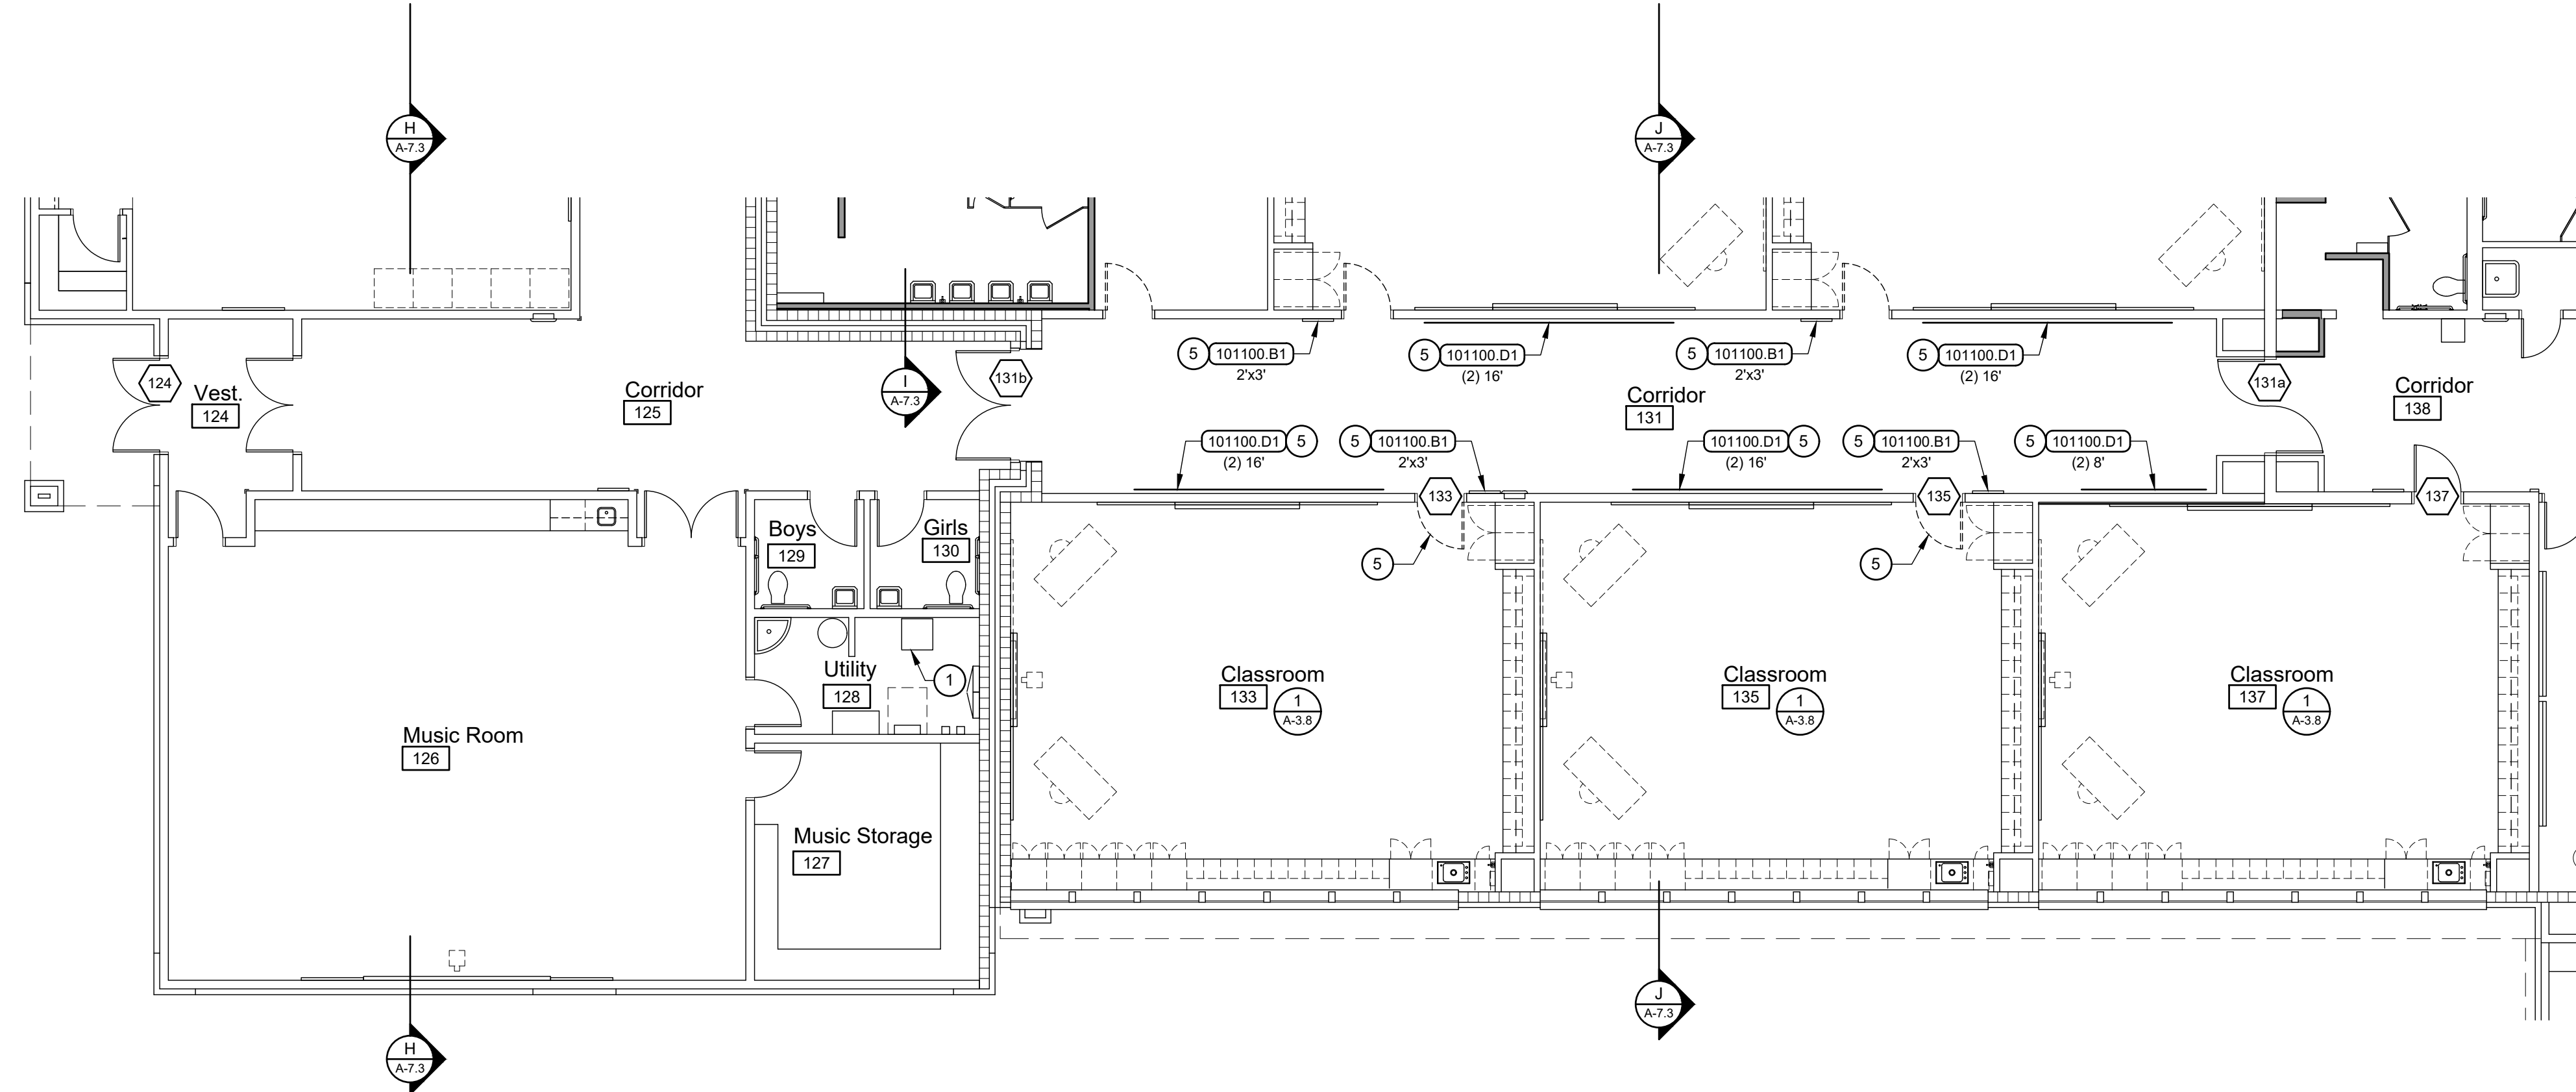 H
A-7.3
J
A-7.3
5 101100.B1
2'x3'
5 101100.D1
(2) 16'
5 101100.B1
2'x3'
5 101100.D1
(2) 16'
124
Vest.
124
Corridor
125
I
A-7.3
131b
Corridor
131
131a
Corridor
138
101100.D1 5
(2) 16'
5 101100.B1
2'x3'
101100.D1 5
(2) 16'
5 101100.B1
2'x3'
5 101100.D1
(2) 8'
133
135
137
Boys
129
Girls
130
5
5
Utility
128
1
Classroom
133
1
A-3.8
Classroom
135
1
A-3.8
Classroom
137
1
A-3.8
Music Room
126
Music Storage
127
J
A-7.3
H
A-7.3